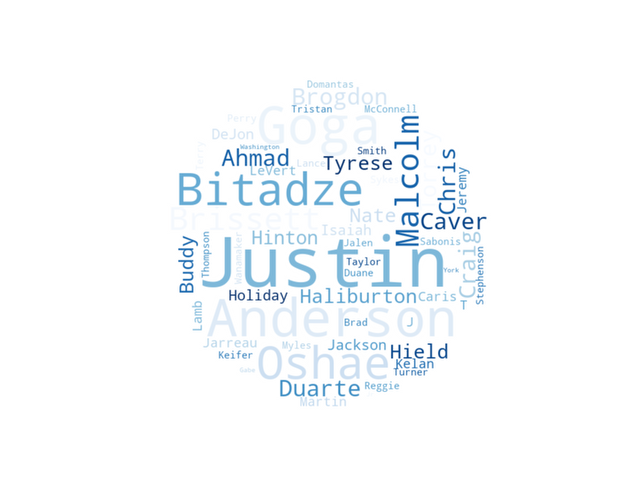 Domantas
Brogdon
Tristan McConnell
Perry
Goga
Malcolm
DeJon
Washington
Ahmad
Smith
Lance
Tyrese
Chris
LeVert
Jeremy
Bitadze
Brissett
Nate
Caver
Isaiah
Hinton
Jalen
Sabonis
Craig
Buddy
Thompson
Wanamaker
Justin
Taylor
Duane
York
Stephenson
Holiday
Haliburton
Caris
T
Lamb
Anderson
Brad
J
Jarreau
Myles
Jackson
Hield
Keifer
Oshae
Kelan
Gabe
Turner
Duarte
Reggie
Martin